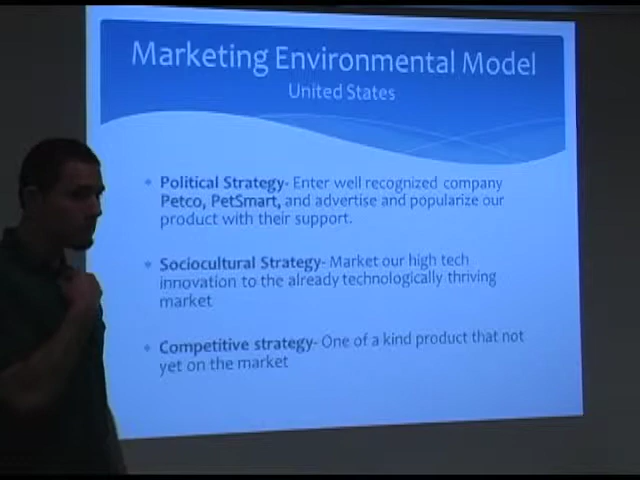 Marketing Environmental Model
United States
Political Strategy- Enter well recognized company
Petco, PetSmart, and advertise and popularize our
product with their support.
Sociocultural Strategy- Market our high tech
innovation to the already technologically thriving
market
Competitive strategy- One of a kind product that not
yet on the market